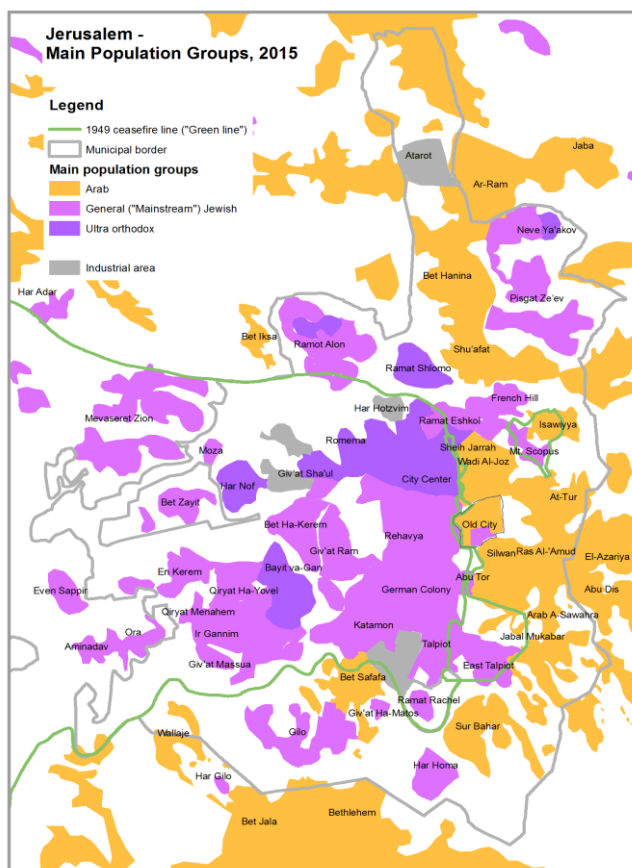 Jerusalem -
Main Population Groups, 2015
Legend
1949 ceasefire line ("Green line")
Municipal border
Main population groups
Arab
General ("Mainstream") Jewish
Ultra orthodox
Industrial area
Atarot
Jaba
Ar-Ram
Neve Ya'akov
Bet Hanina
Pisgat Ze'ev
Har Adar
Bet Iksa
Ramot Alon
Shu'afat
Ramat Shlomo
French Hill
Har Hotzvim
Mevaseret Zion
Ramat Eshkol
Isawiyya
Romema
Shein Jarrah
Moza
Mt. Scopus
Wadi Al-Joz
Giv'at Sha'ul
Har Nof
City Center
At-Tur
Bet Zayit
Bet Ha-Kerem
Old City
Rehavya
Giv'at Ram
Silwan
Ras Al-'Amud
El-Azariya
En Kerem
Bayit va-Gan
Abu Tor
Even Sappir
Qiryat Ha-Yovel
German Colony
Abu Dis
Qiryat Menahem
Arab A-Sawahra
Ora
Ir Gannim
Katamon
Jabal Mukabar
Aminadav
Talpiot
Giv'at Massua
East Talpiot
Bet Safafa
Ramat Rachel
Giv'at Ha-Matos
Sur Bahar
Wallaje
Gilo
Har Homa
Har Gilo
Bethlehem
Bet Jala